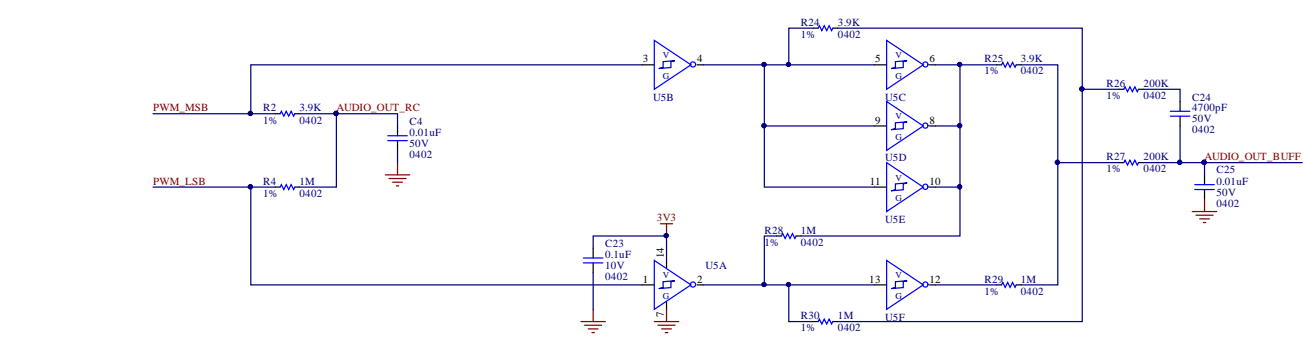 R24 3.9K
1% 0402
3 4
U5B
5 6
U5C
R25 3.9K
1% 0402
R26 200K
1% 0402
C24
4700pF
50V
0402
PWM_MSB
R2 3.9K
1% 0402
AUDIO_OUT_RC
C4
0.01uF
50V
0402
9 8
U5D
R27 200K
1% 0402
AUDIO_OUT_BUFF
C25
0.01uF
50V
0402
PWM_LSB
R4 1M
1% 0402
11 10
U5E
3V3
R28 1M
1% 0402
C23
0.1uF
10V
0402
14
U5A
1 2
7
13 12
U5F
R29 1M
1% 0402
R30 1M
1% 0402
V
G
V
G
V
G
V
G
V
G
V
G